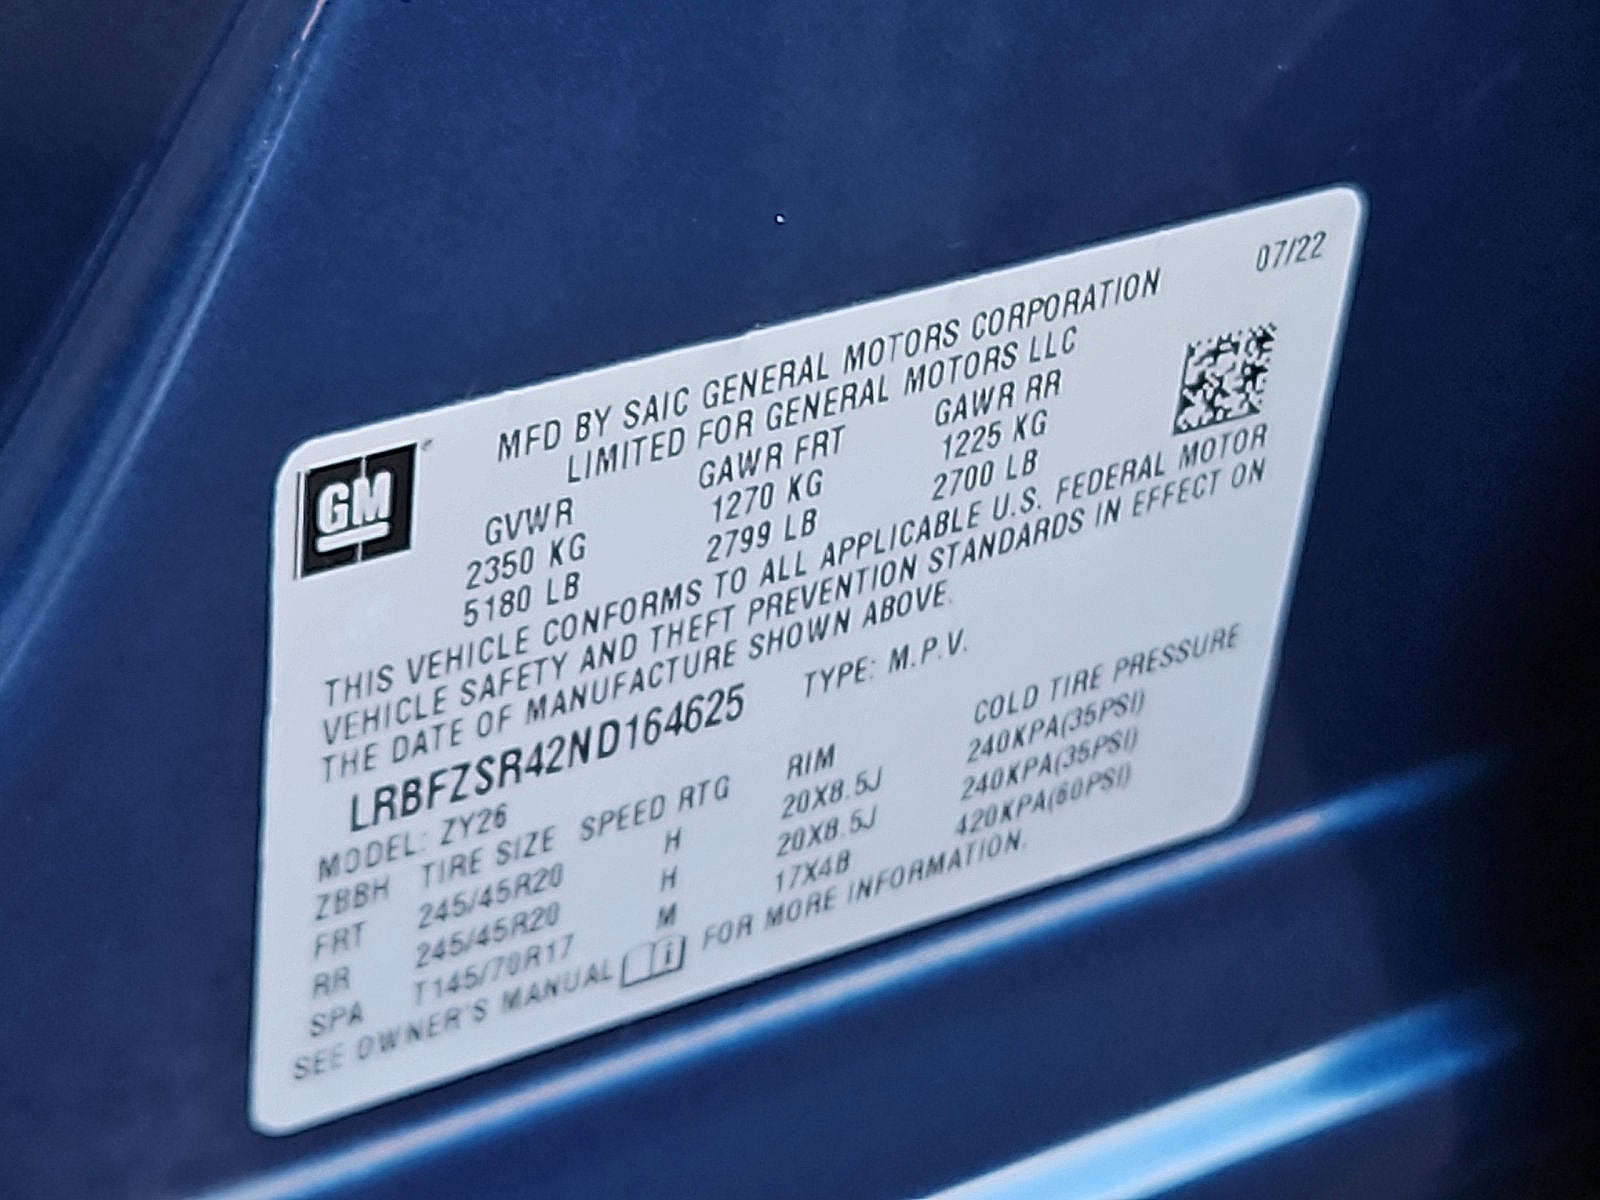 07/22
MFD BY SAIC GENERAL MOTORS CORPORATION
LIMITED FOR GENERAL MOTORS LLC
GM
GVWR GAWR FRT GAWR RR
2350 KG 1270 KG 1225 KG
5180 LB 2799 LB 2700 LB
THIS VEHICLE CONFORMS TO ALL APPLICABLE U.S. FEDERAL MOTOR
VEHICLE SAFETY AND THEFT PREVENTION STANDARDS IN EFFECT ON
THE DATE OF MANUFACTURE SHOWN ABOVE.
LRBFZSR42ND164625 TYPE: M.P.V.
MODEL: ZY26
ZBBH TIRE SIZE SPEED RTG RIM COLD TIRE PRESSURE
FRT 245/45R20 H 20X8.5J 240KPA(35PSI)
RR 245/45R20 H 20X8.5J 240KPA(35PSI)
SPA T145/70R17 M 17X4B 420KPA(60PSI)
SEE OWNER'S MANUAL i FOR MORE INFORMATION.